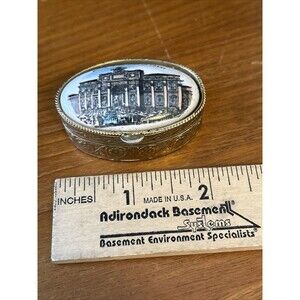 INCHES 1 MADE IN U.S.A. 2
Adirondack Basement
Systems
Basement Environment Specialists®